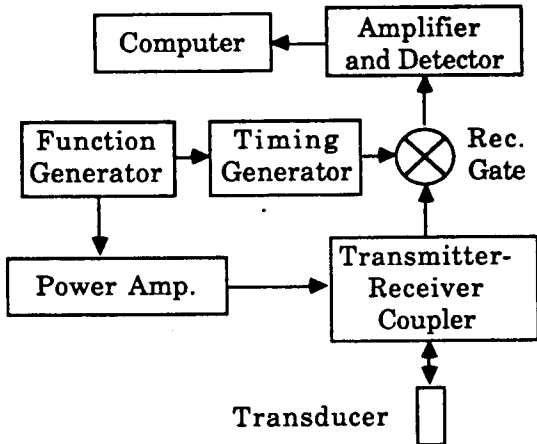 Computer
Amplifier
and Detector
Function
Generator
Timing
Generator
Rec.
Gate
Power Amp.
Transmitter-
Receiver
Coupler
Transducer